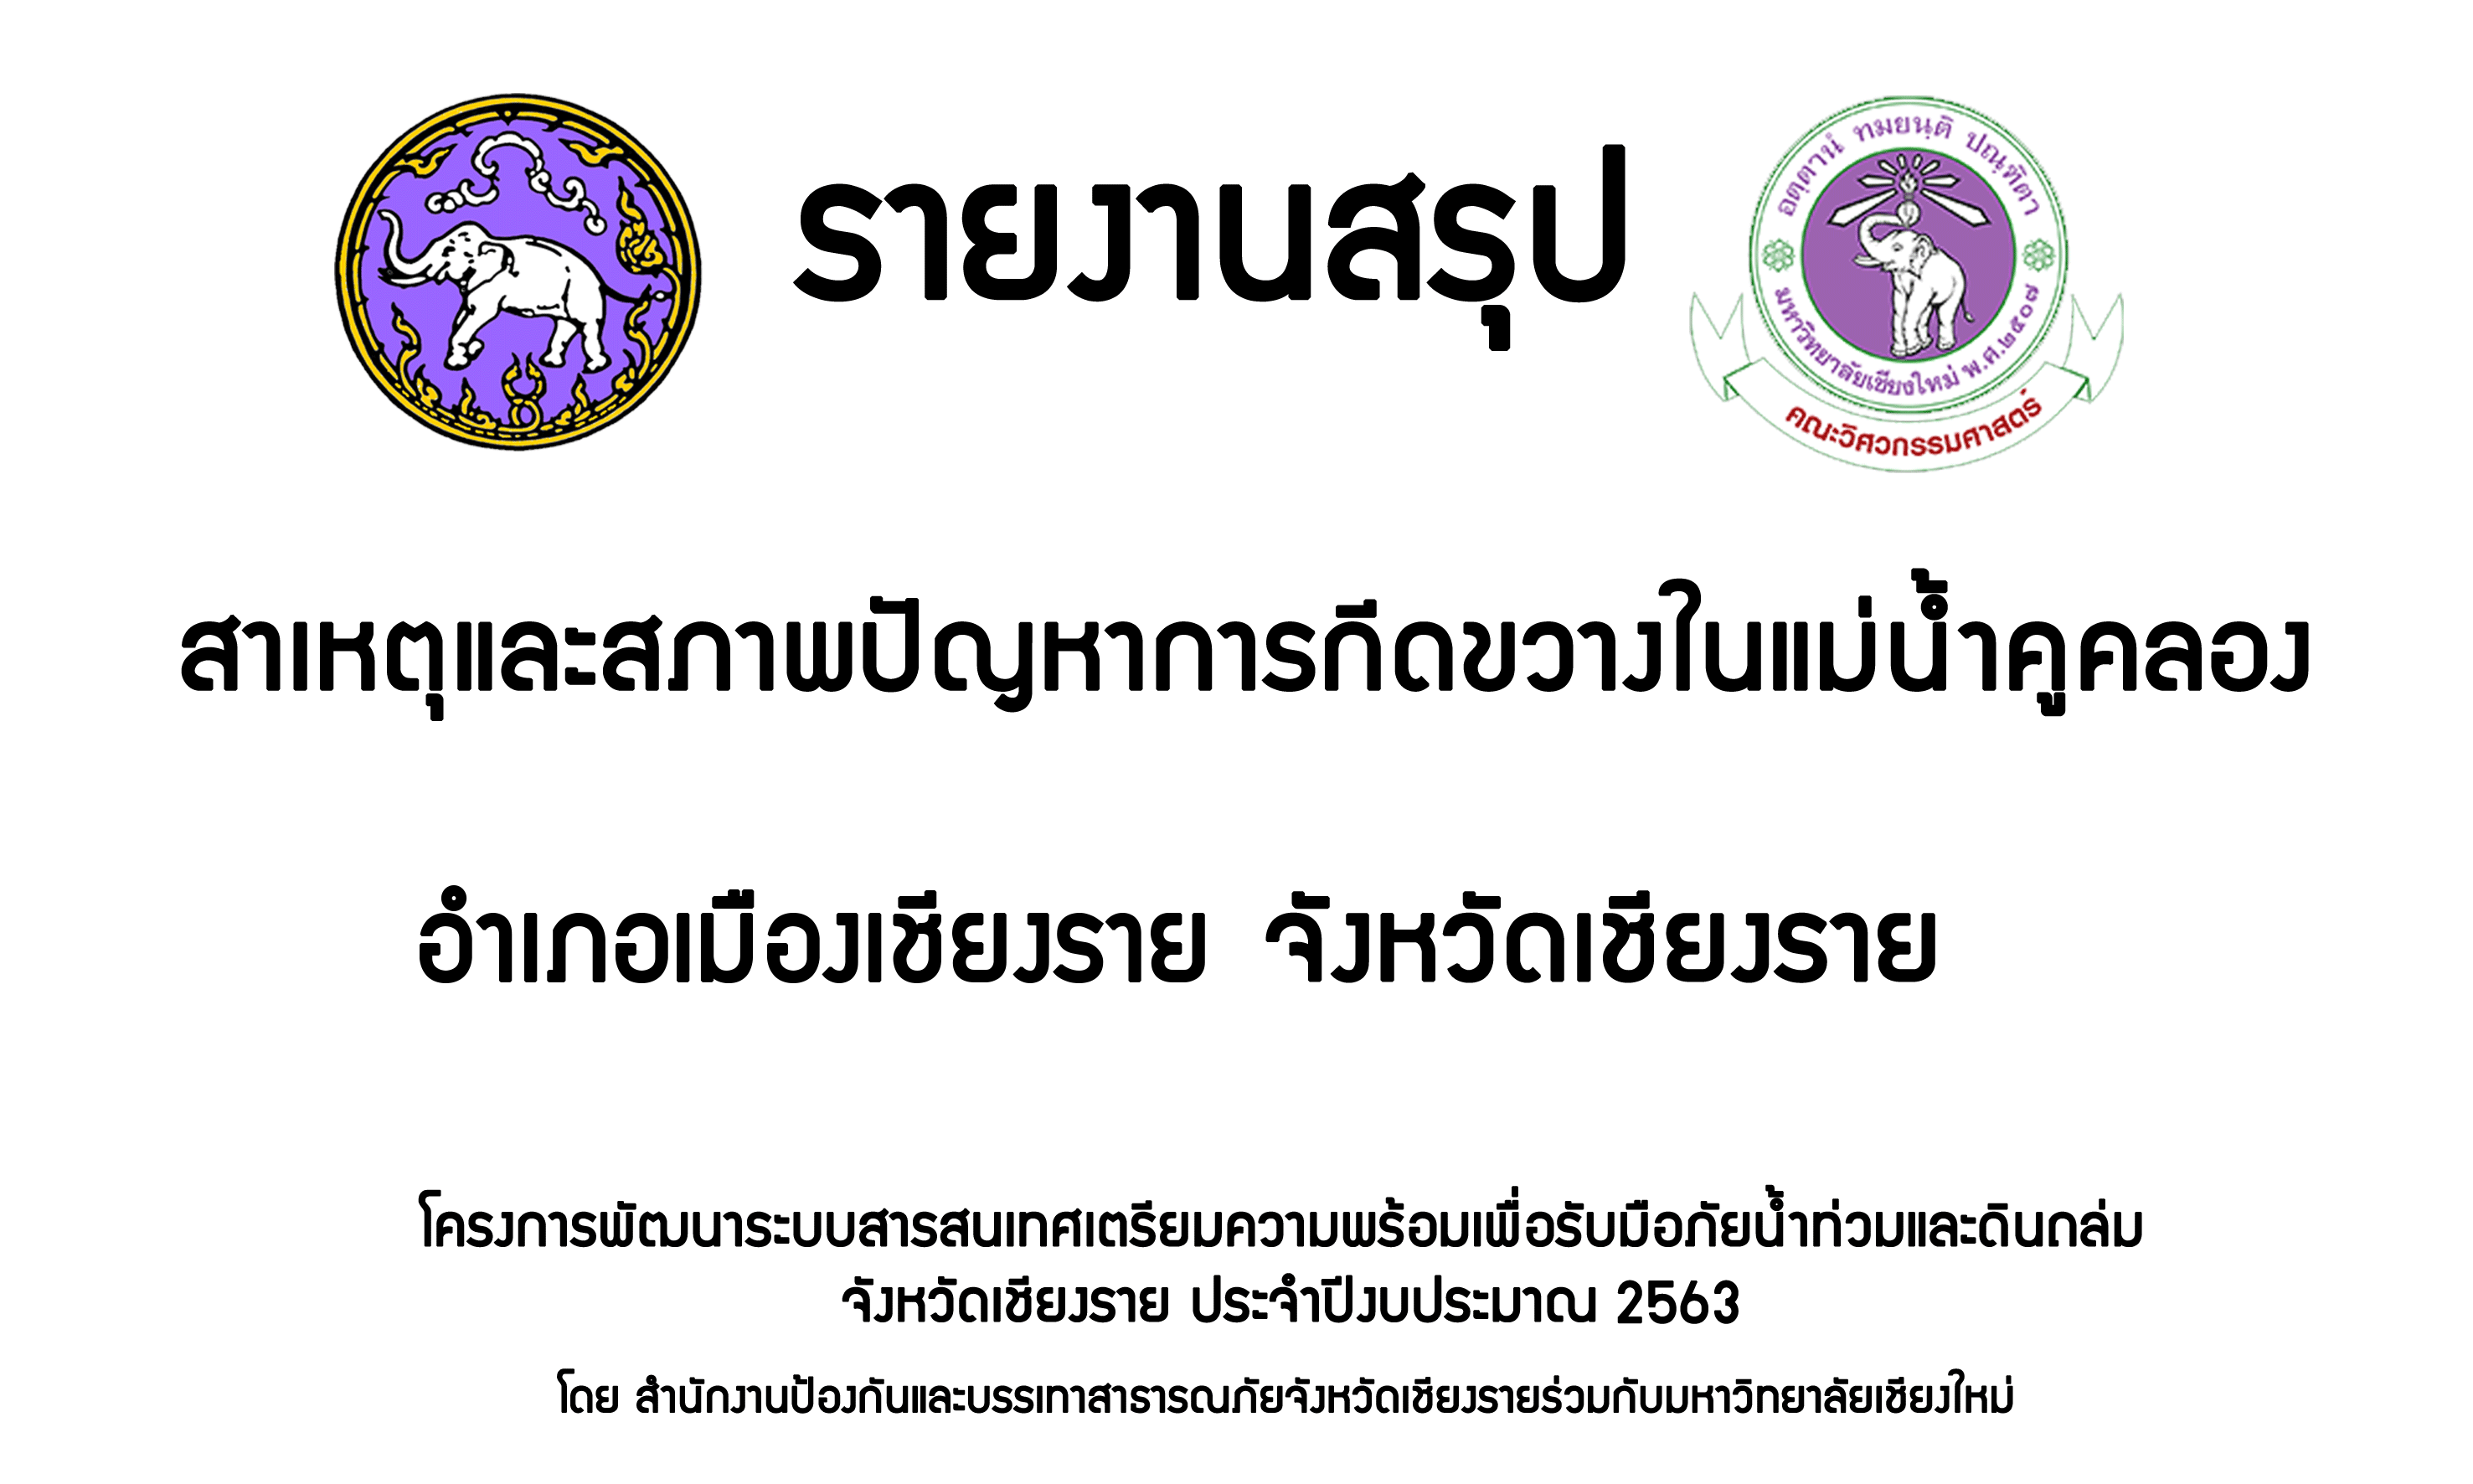 รายงานสรุป
อตฺตานํ ทมยนฺติ ปณฺฑิตา
มหาวิทยาลัยเชียงใหม่ พ.ศ.๒๕๐๗
คณะวิศวกรรมศาสตร์
สาเหตุและสภาพปัญหาการกีดขวางในแม่น้ำคูคลอง
อำเภอเมืองเชียงราย จังหวัดเชียงราย
โครงการพัฒนาระบบสารสนเทศเตรียมความพร้อมเพื่อรับมือภัยน้ำท่วมและดินถล่ม
จังหวัดเชียงราย ประจำปีงบประมาณ 2563
โดย สำนักงานป้องกันและบรรเทาสาธารณภัยจังหวัดเชียงรายร่วมกับมหาวิทยาลัยเชียงใหม่